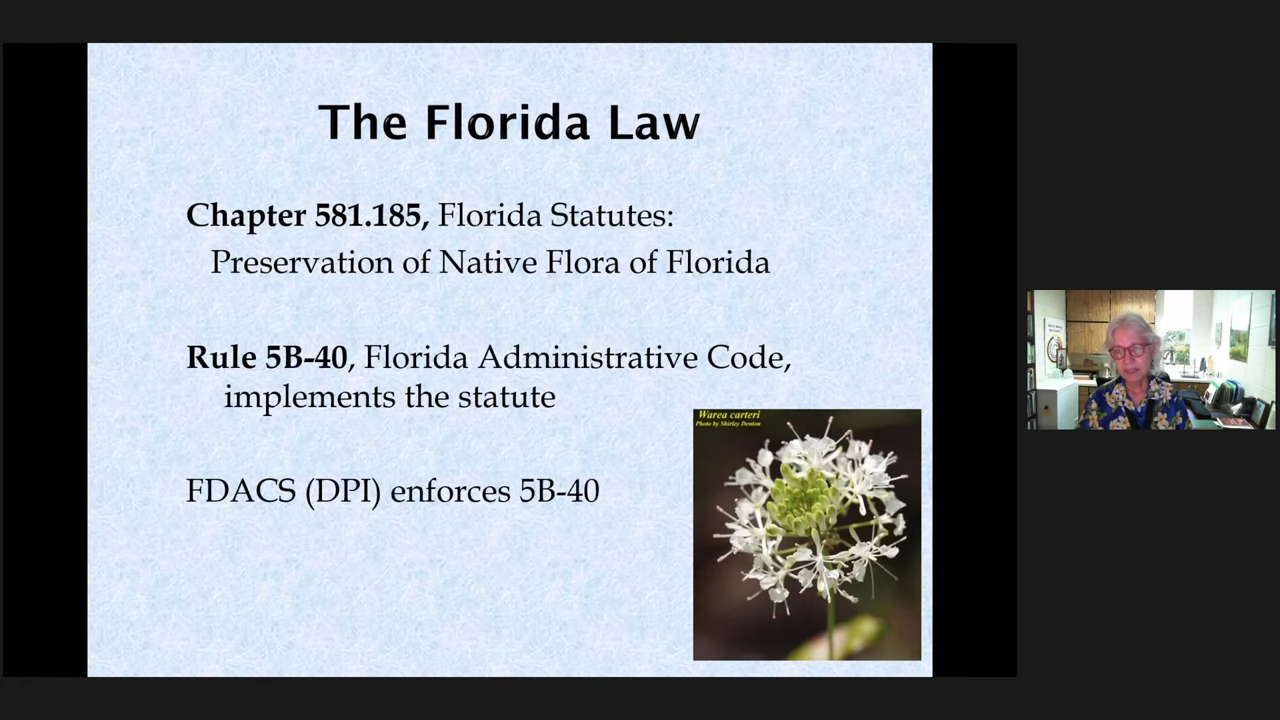 The Florida Law
Chapter 581.185, Florida Statutes:
Preservation of Native Flora of Florida
Rule 5B-40, Florida Administrative Code,
implements the statute
FDACS (DPI) enforces 5B-40
Warea carteri
Photo by Shirley Denton